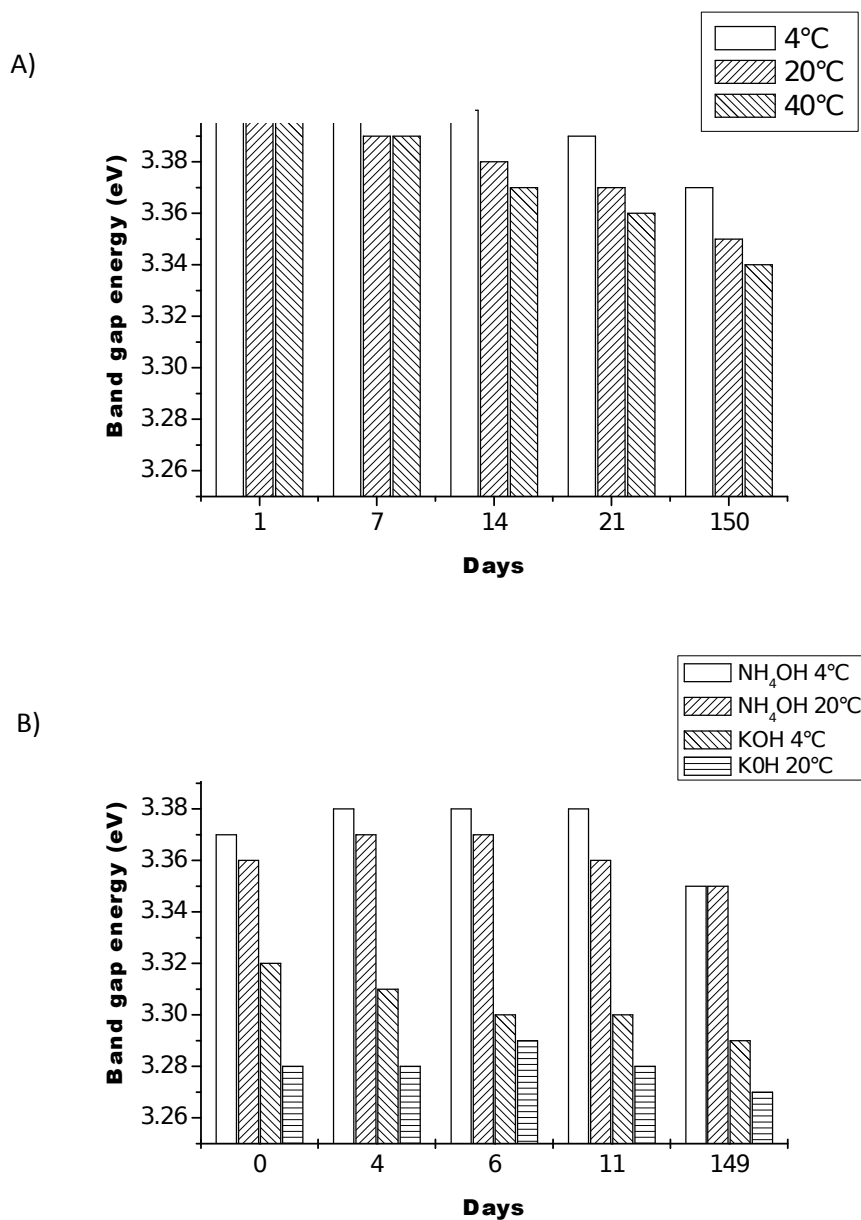 A)
4°C
20°C
40°C
Band gap energy (eV)
3.38
3.36
3.34
3.32
3.30
3.28
3.26
1 7 14 21 150
Days
B)
NH₄OH 4°C
NH₄OH 20°C
KOH 4°C
K0H 20°C
Band gap energy (eV)
3.38
3.36
3.34
3.32
3.30
3.28
3.26
0 4 6 11 149
Days